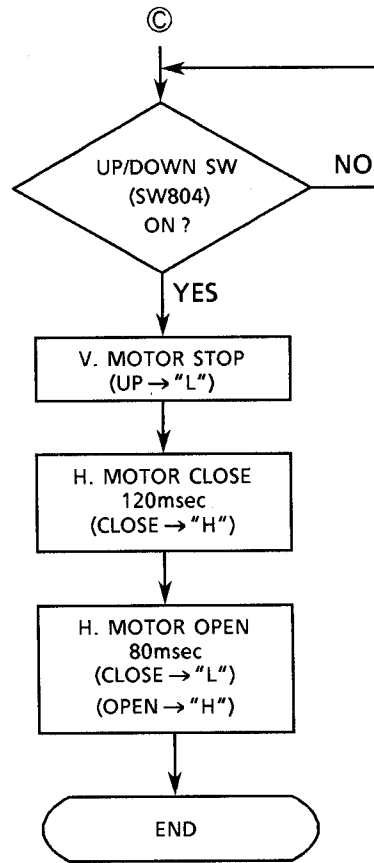 ©
UP/DOWN SW
(SW804)
ON ?
NO
YES
V. MOTOR STOP
(UP → "L")
H. MOTOR CLOSE
120msec
(CLOSE → "H")
H. MOTOR OPEN
80msec
(CLOSE → "L")
(OPEN → "H")
END